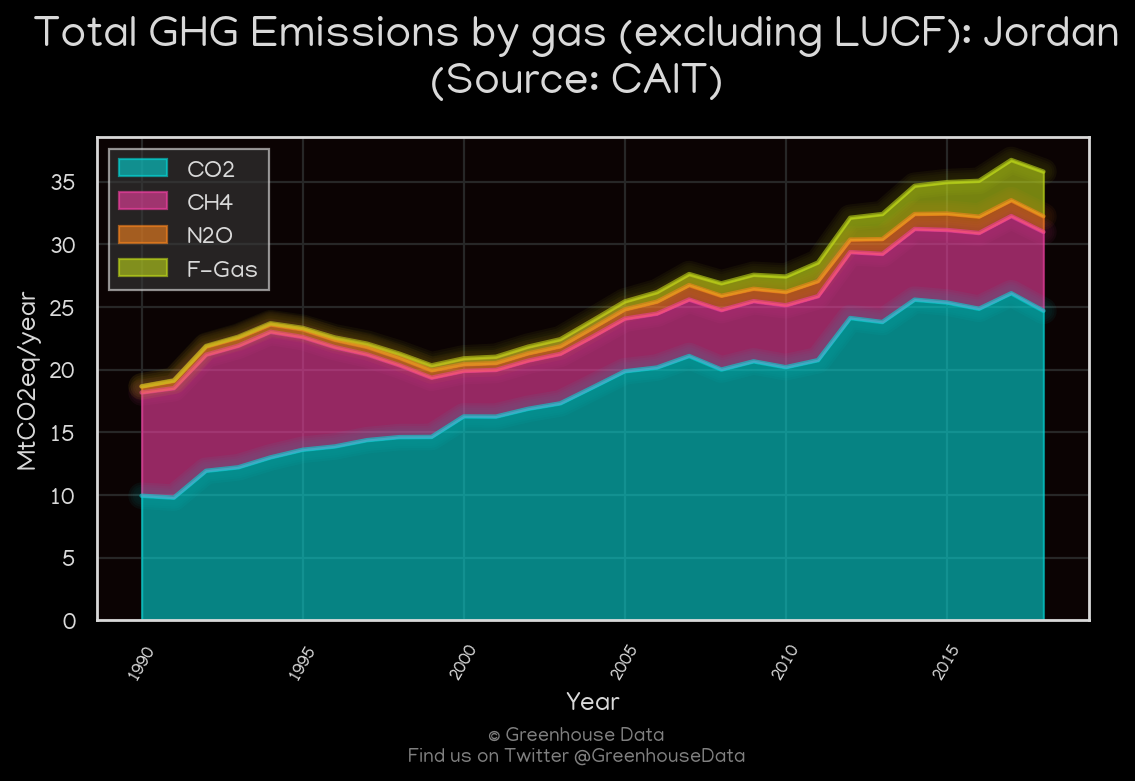 Total GHG Emissions by gas (excluding LUCF): Jordan
(Source: CAIT)
CO2
CH4
N2O
F-Gas
MtCO2eq/year
35
30
25
20
15
10
5
0
1990
1995
2000
2005
2010
2015
Year
© Greenhouse Data
Find us on Twitter @GreenhouseData